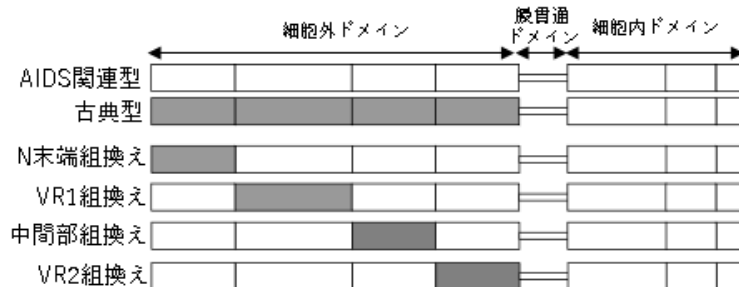 細胞外ドメイン
膜貫通
ドメイン
細胞内ドメイン
AIDS関連型
古典型
N末端組換え
VR1組換え
中間部組換え
VR2組換え